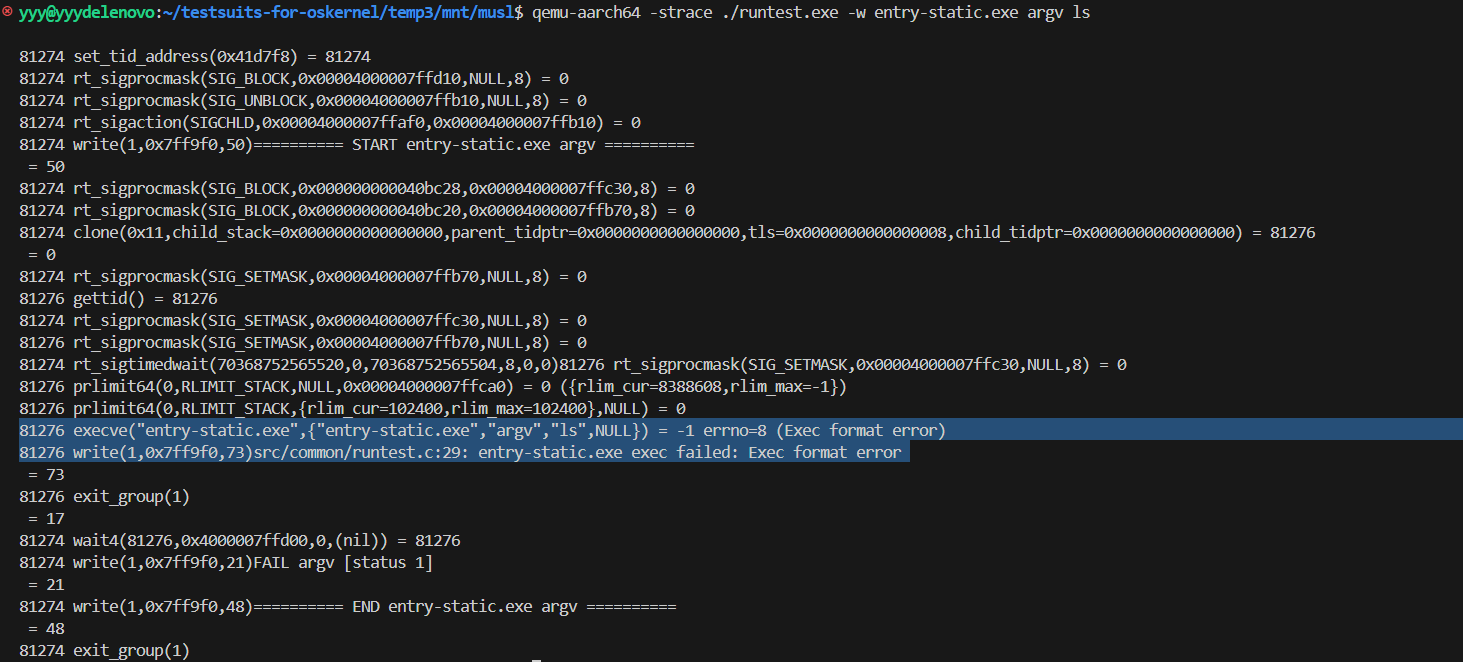 yyy@yyydelenovo:~/testsuits-for-oskernel/temp3/mnt/musl$ qemu-aarch64 -strace ./runtest.exe -w entry-static.exe argv ls
81274 set_tid_address(0x41d7f8) = 81274
81274 rt_sigprocmask(SIG_BLOCK,0x00004000007ffd10,NULL,8) = 0
81274 rt_sigprocmask(SIG_UNBLOCK,0x00004000007ffb10,NULL,8) = 0
81274 rt_sigaction(SIGCHLD,0x00004000007ffaf0,0x00004000007ffb10) = 0
81274 write(1,0x7ff9f0,50)========== START entry-static.exe argv ==========
= 50
81274 rt_sigprocmask(SIG_BLOCK,0x000000000040bc28,0x00004000007ffc30,8) = 0
81274 rt_sigprocmask(SIG_BLOCK,0x000000000040bc20,0x00004000007ffb70,8) = 0
81274 clone(0x11,child_stack=0x0000000000000000,parent_tidptr=0x0000000000000000,tls=0x0000000000000008,child_tidptr=0x0000000000000000) = 81276
= 0
81274 rt_sigprocmask(SIG_SETMASK,0x00004000007ffb70,NULL,8) = 0
81276 gettid() = 81276
81274 rt_sigprocmask(SIG_SETMASK,0x00004000007ffc30,NULL,8) = 0
81276 rt_sigprocmask(SIG_SETMASK,0x00004000007ffb70,NULL,8) = 0
81274 rt_sigtimedwait(70368752565520,0,70368752565504,8,0,0)81276 rt_sigprocmask(SIG_SETMASK,0x00004000007ffc30,NULL,8) = 0
81276 prlimit64(0,RLIMIT_STACK,NULL,0x00004000007ffca0) = 0 ({rlim_cur=8388608,rlim_max=-1})
81276 prlimit64(0,RLIMIT_STACK,{rlim_cur=102400,rlim_max=102400},NULL) = 0
81276 execve("entry-static.exe",{"entry-static.exe","argv","ls",NULL}) = -1 errno=8 (Exec format error)
81276 write(1,0x7ff9f0,73)src/common/runtest.c:29: entry-static.exe exec failed: Exec format error
= 73
81276 exit_group(1)
= 17
81274 wait4(81276,0x4000007ffd00,0,(nil)) = 81276
81274 write(1,0x7ff9f0,21)FAIL argv [status 1]
= 21
81274 write(1,0x7ff9f0,48)========== END entry-static.exe argv ==========
= 48
81274 exit_group(1)